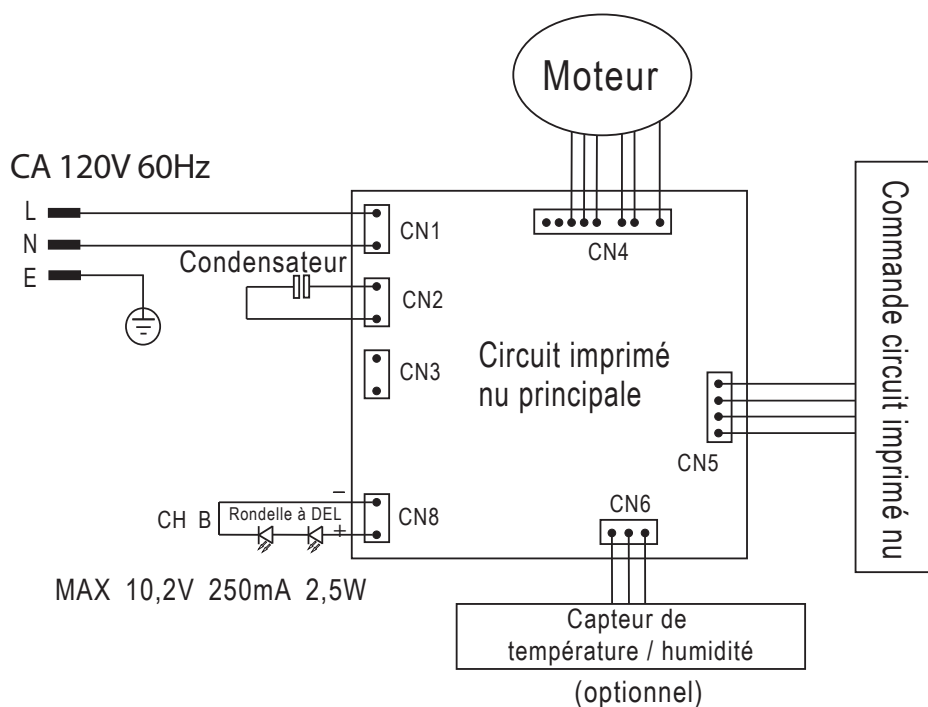 Moteur
CA 120V 60Hz
L
N
E
CN1
CN4
Condensateur
CN2
CN3
Circuit imprimé
nu principale
Commande circuit imprimé nu
CN5
CN6
CN8
CH B
Rondelle à DEL
–
+
MAX 10,2V 250mA 2,5W
Capteur de
température / humidité
(optionnel)